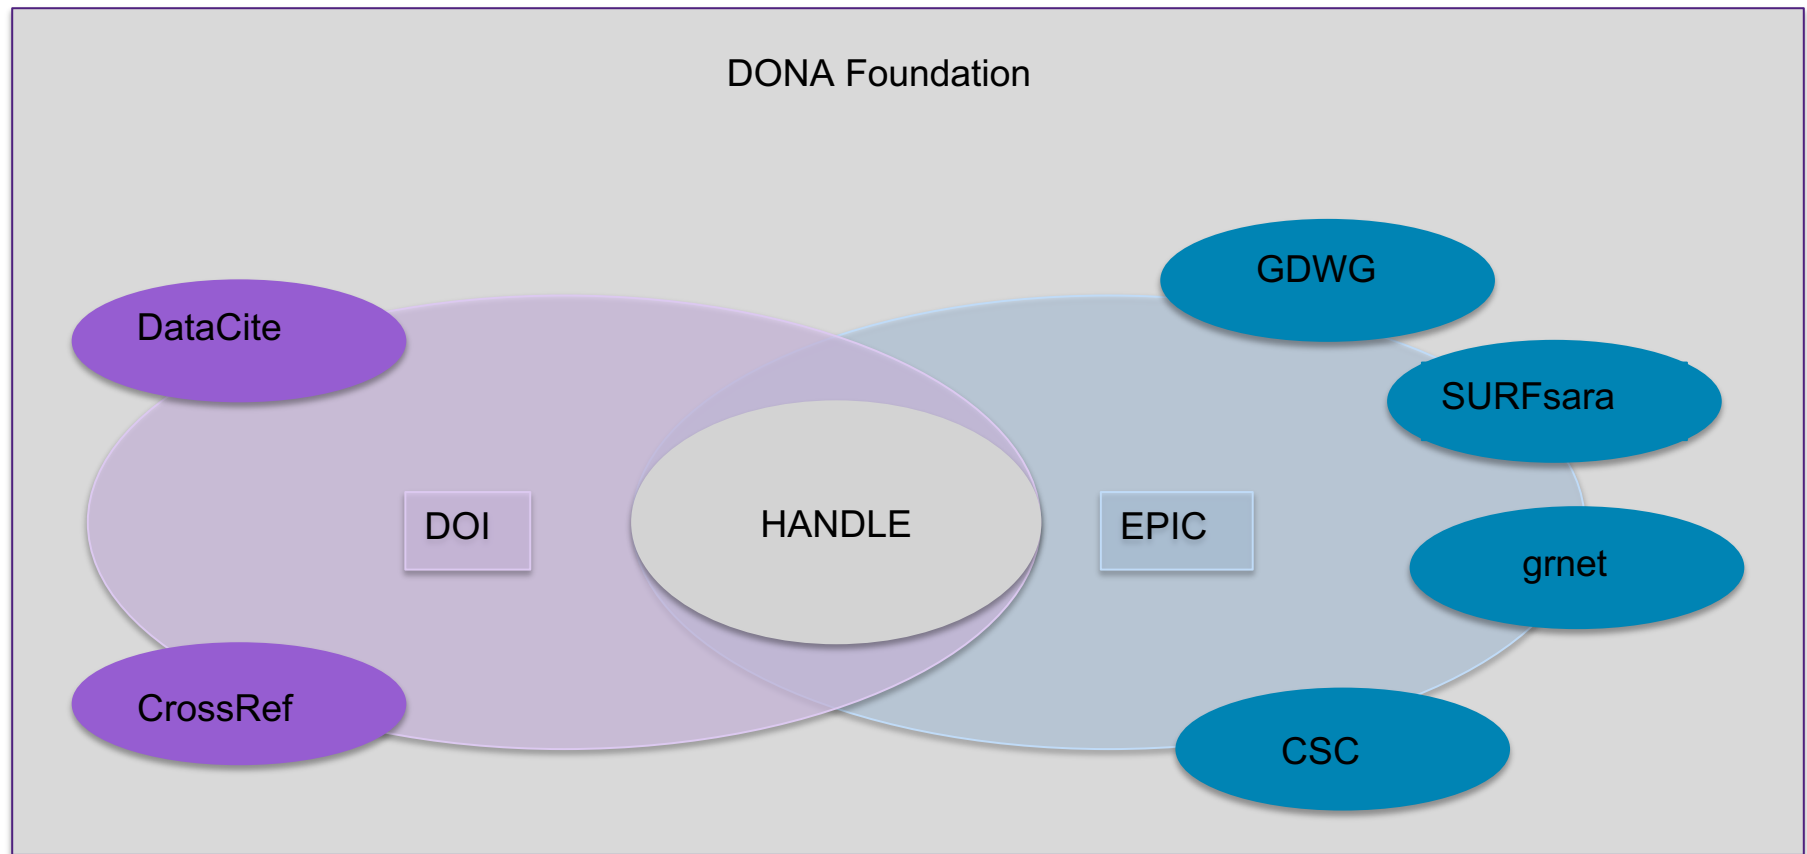 DONA Foundation
GDWG
DataCite
SURFsara
DOI
HANDLE
EPIC
grnet
CrossRef
CSC